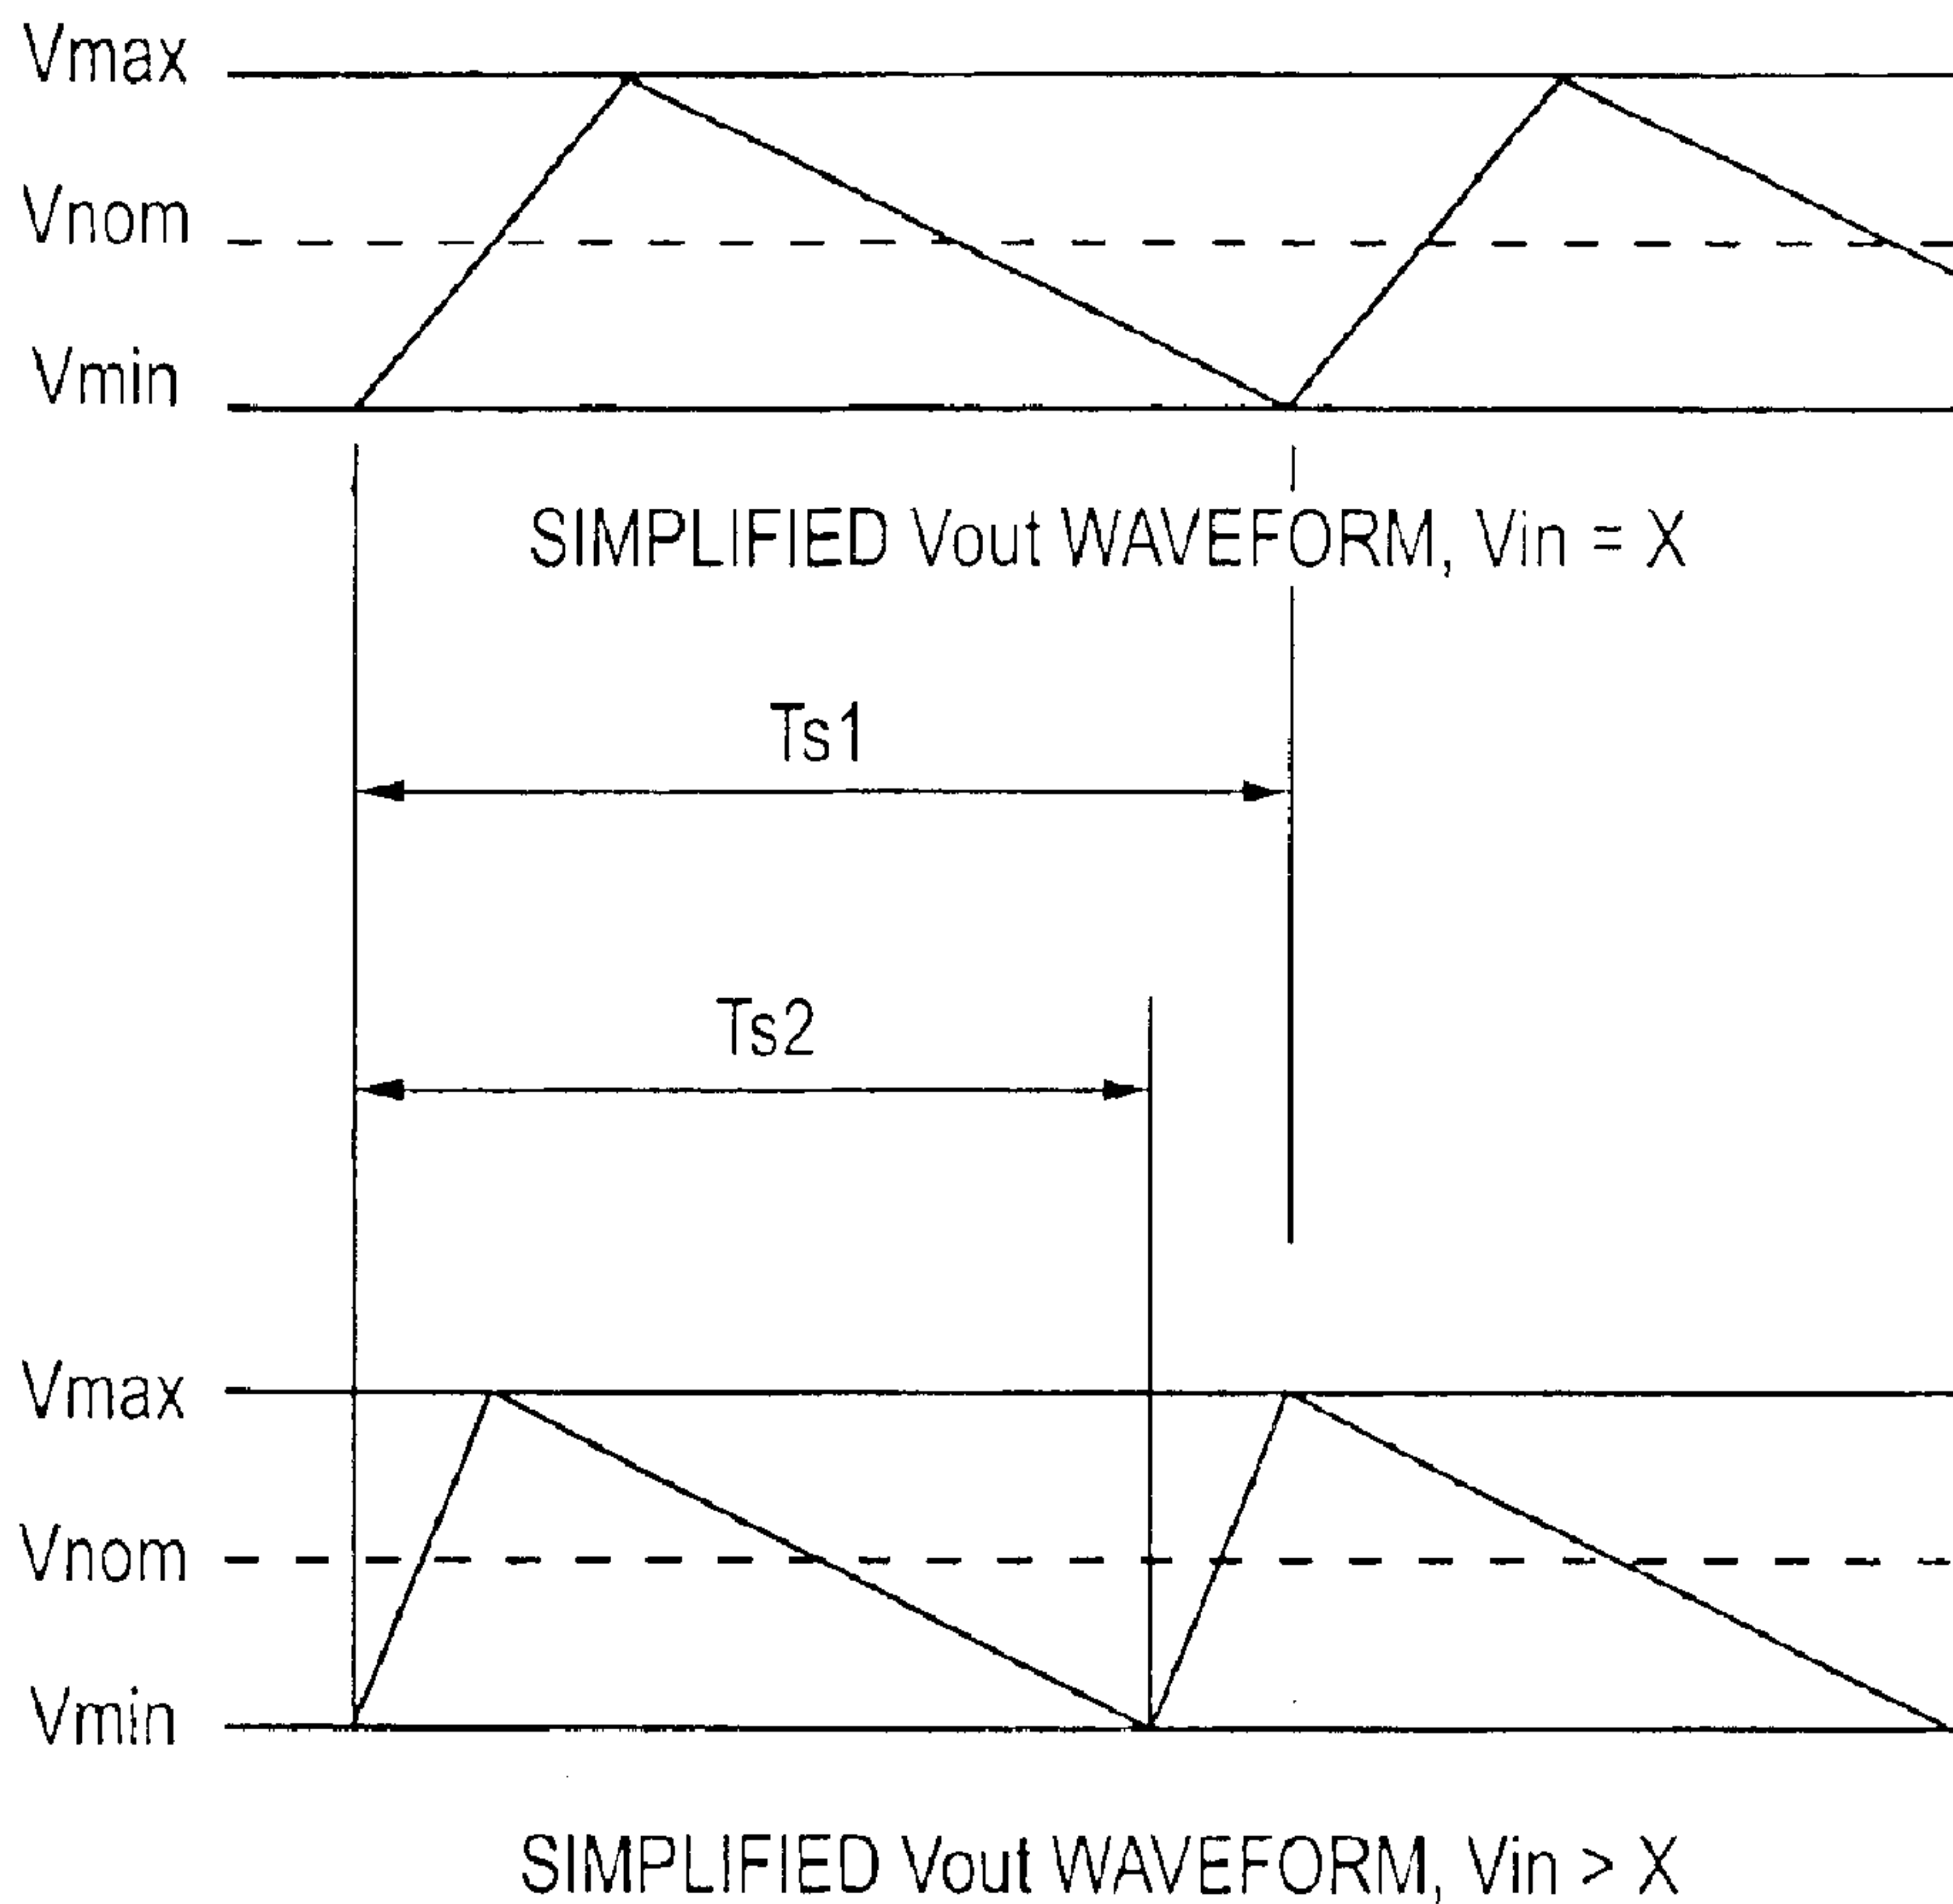 Vmax
Vnom
Vmin
SIMPLIFIED Vout WAVEFORM, Vin = X
Ts1
Ts2
Vmax
Vnom
Vmin
SIMPLIFIED Vout WAVEFORM, Vin > X